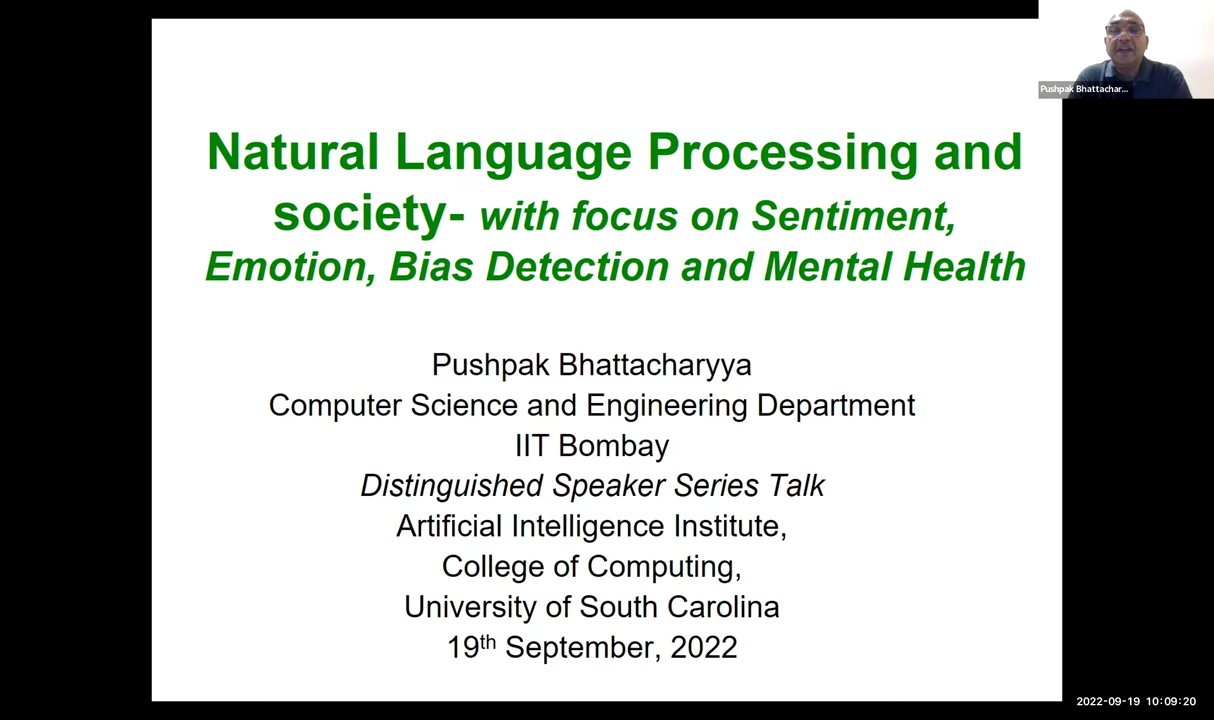 Natural Language Processing and
society- with focus on Sentiment,
Emotion, Bias Detection and Mental Health
Pushpak Bhattacharyya
Computer Science and Engineering Department
IIT Bombay
Distinguished Speaker Series Talk
Artificial Intelligence Institute,
College of Computing,
University of South Carolina
19th September, 2022
Pushpak Bhattachar...
2022-09-19 10:09:20